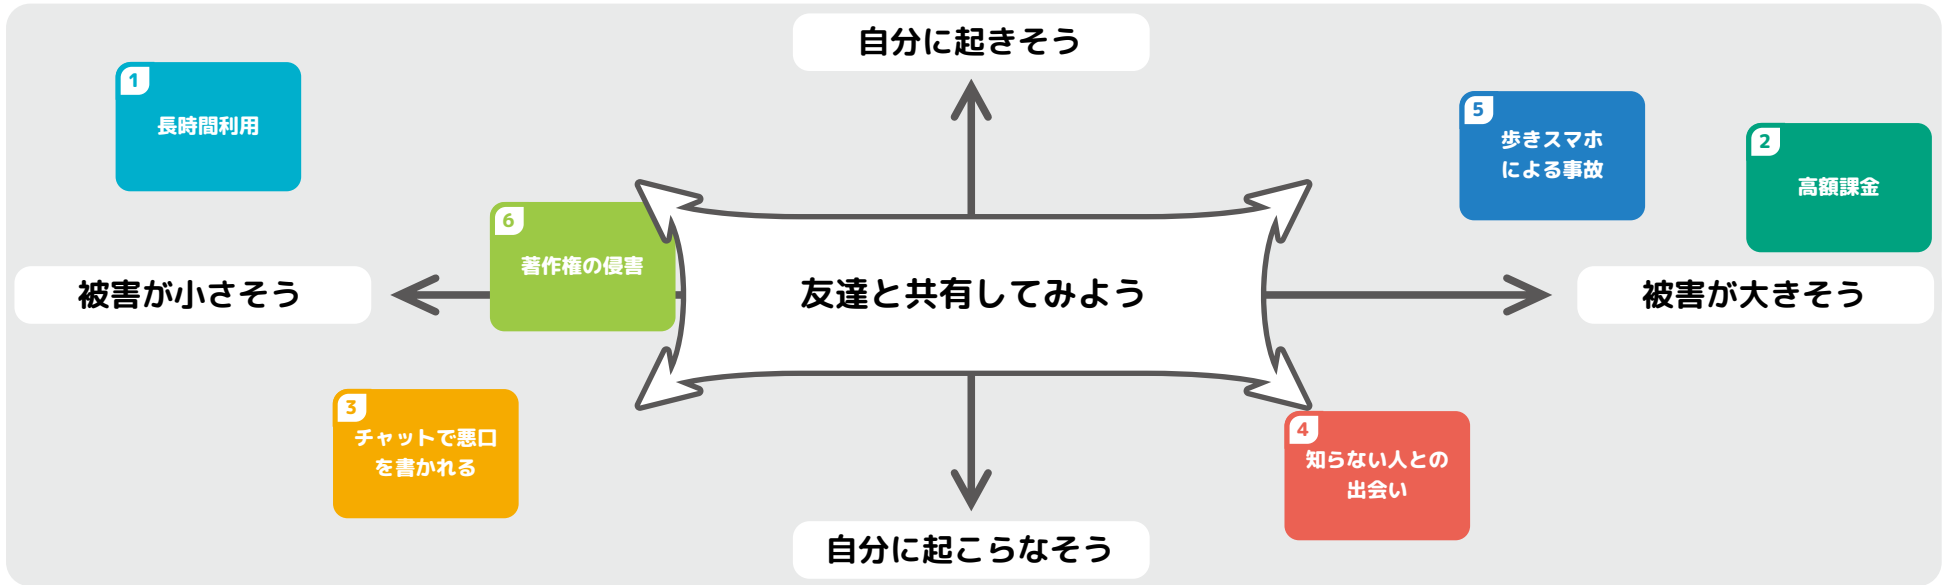 自分に起きそう
1
長時間利用
5
歩きスマホ
による事故
2
高額課金
6
著作権の侵害
被害が小さそう
友達と共有してみよう
被害が大きそう
3
チャットで悪口
を書かれる
4
知らない人との
出会い
自分に起こらなそう